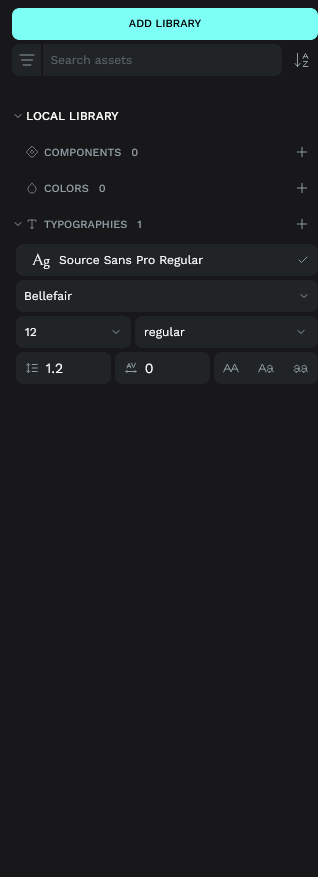 ADD LIBRARY
Search assets
A
Z
LOCAL LIBRARY
COMPONENTS 0
COLORS 0
TYPOGRAPHIES 1
Ag Source Sans Pro Regular
Bellefair
12 regular
1.2 AV 0 AA Aa aa